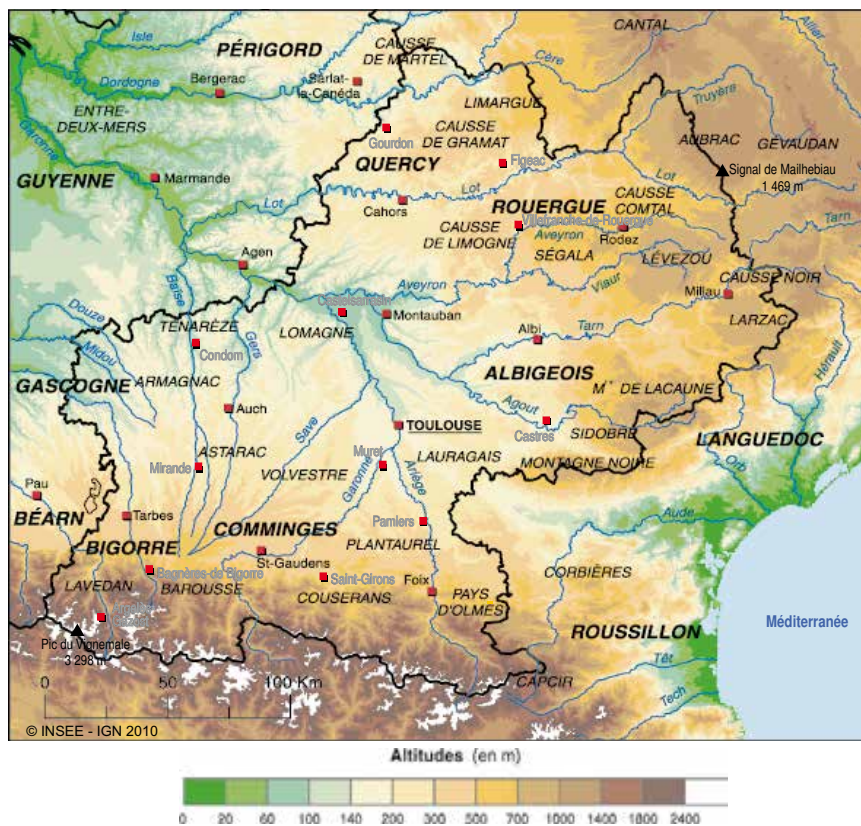 CANTAL
Allier
Isle
PÉRIGORD
CAUSSE
DE MARTEL
Cère
Dordogne
Bergerac
Sarlat-
la-Canéda
Truyère
ENTRE-
DEUX-MERS
LIMARGUE
Garonne
Gourdon
CAUSSE
DE GRAMAT
AUBRAC
GÉVAUDAN
QUERCY
Figeac
Signal de Mailhebiau
1 469 m
GUYENNE
Marmande
Lot
Lot
Lot
Cahors
ROUERGUE
CAUSSE
COMTAL
Villefranche-de-Rouergue
Tarn
CAUSSE
DE LIMOGNE
Aveyron
Rodez
Agen
SÉGALA
LÉVEZOU
Baïse
Aveyron
Viaur
CAUSSE NOIR
Millau
Douze
Castelsarrasin
TÉNARÈZE
LOMAGNE
Montauban
LARZAC
Midou
Gers
Condom
Albi
Tarn
Hérault
GASCOGNE
ARMAGNAC
ALBIGEOIS
Mts DE LACAUNE
Auch
Save
TOULOUSE
Agout
Castres
SIDOBRE
LANGUEDOC
ASTARAC
Muret
LAURAGAIS
Mirande
VOLVESTRE
Garonne
Ariège
MONTAGNE NOIRE
Orb
Pau
BÉARN
Tarbes
COMMINGES
Pamiers
Aude
BIGORRE
PLANTAUREL
St-Gaudens
Bagnères-de-Bigorre
Saint-Girons
Foix
CORBIÈRES
LAVEDAN
BAROUSSE
COUSERANS
PAYS
D'OLMES
Méditerranée
ROUSSILLON
Pic du Vignemale
3 298 m
Têt
CAPCIR
0 50 100 Km
Tech
© INSEE - IGN 2010
Altitudes (en m)
0 20 60 100 140 200 300 500 700 1000 1400 1800 2400